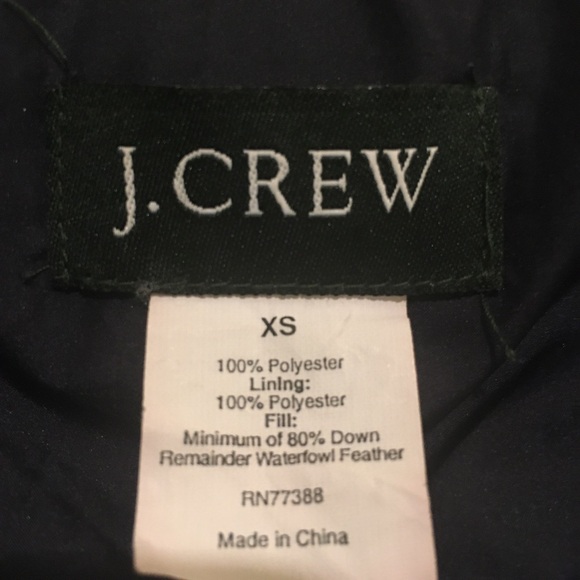 J.CREW
XS
100% Polyester
Lining:
100% Polyester
Fill:
Minimum of 80% Down
Remainder Waterfowl Feather
RN77388
Made in China